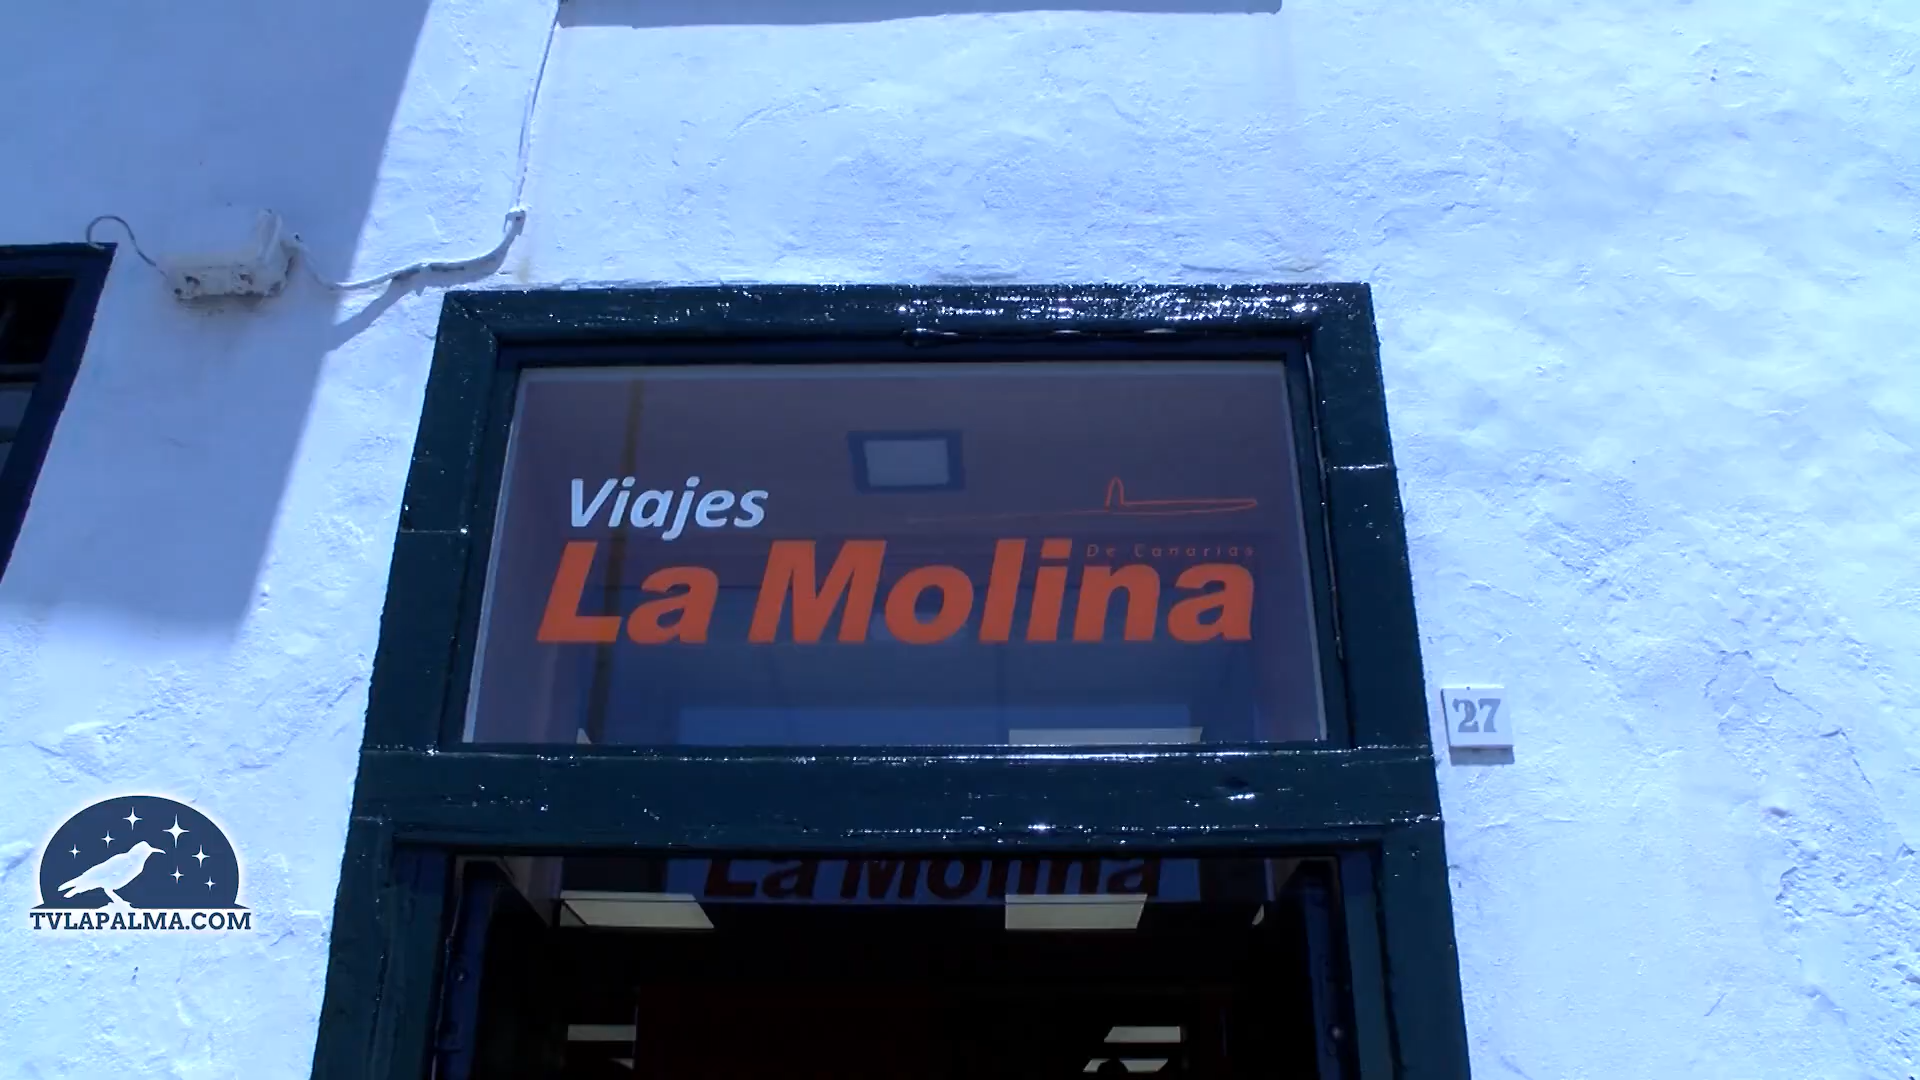 Viajes
De Canarias
La Molina
27
La Molina
TVLAPALMA.COM